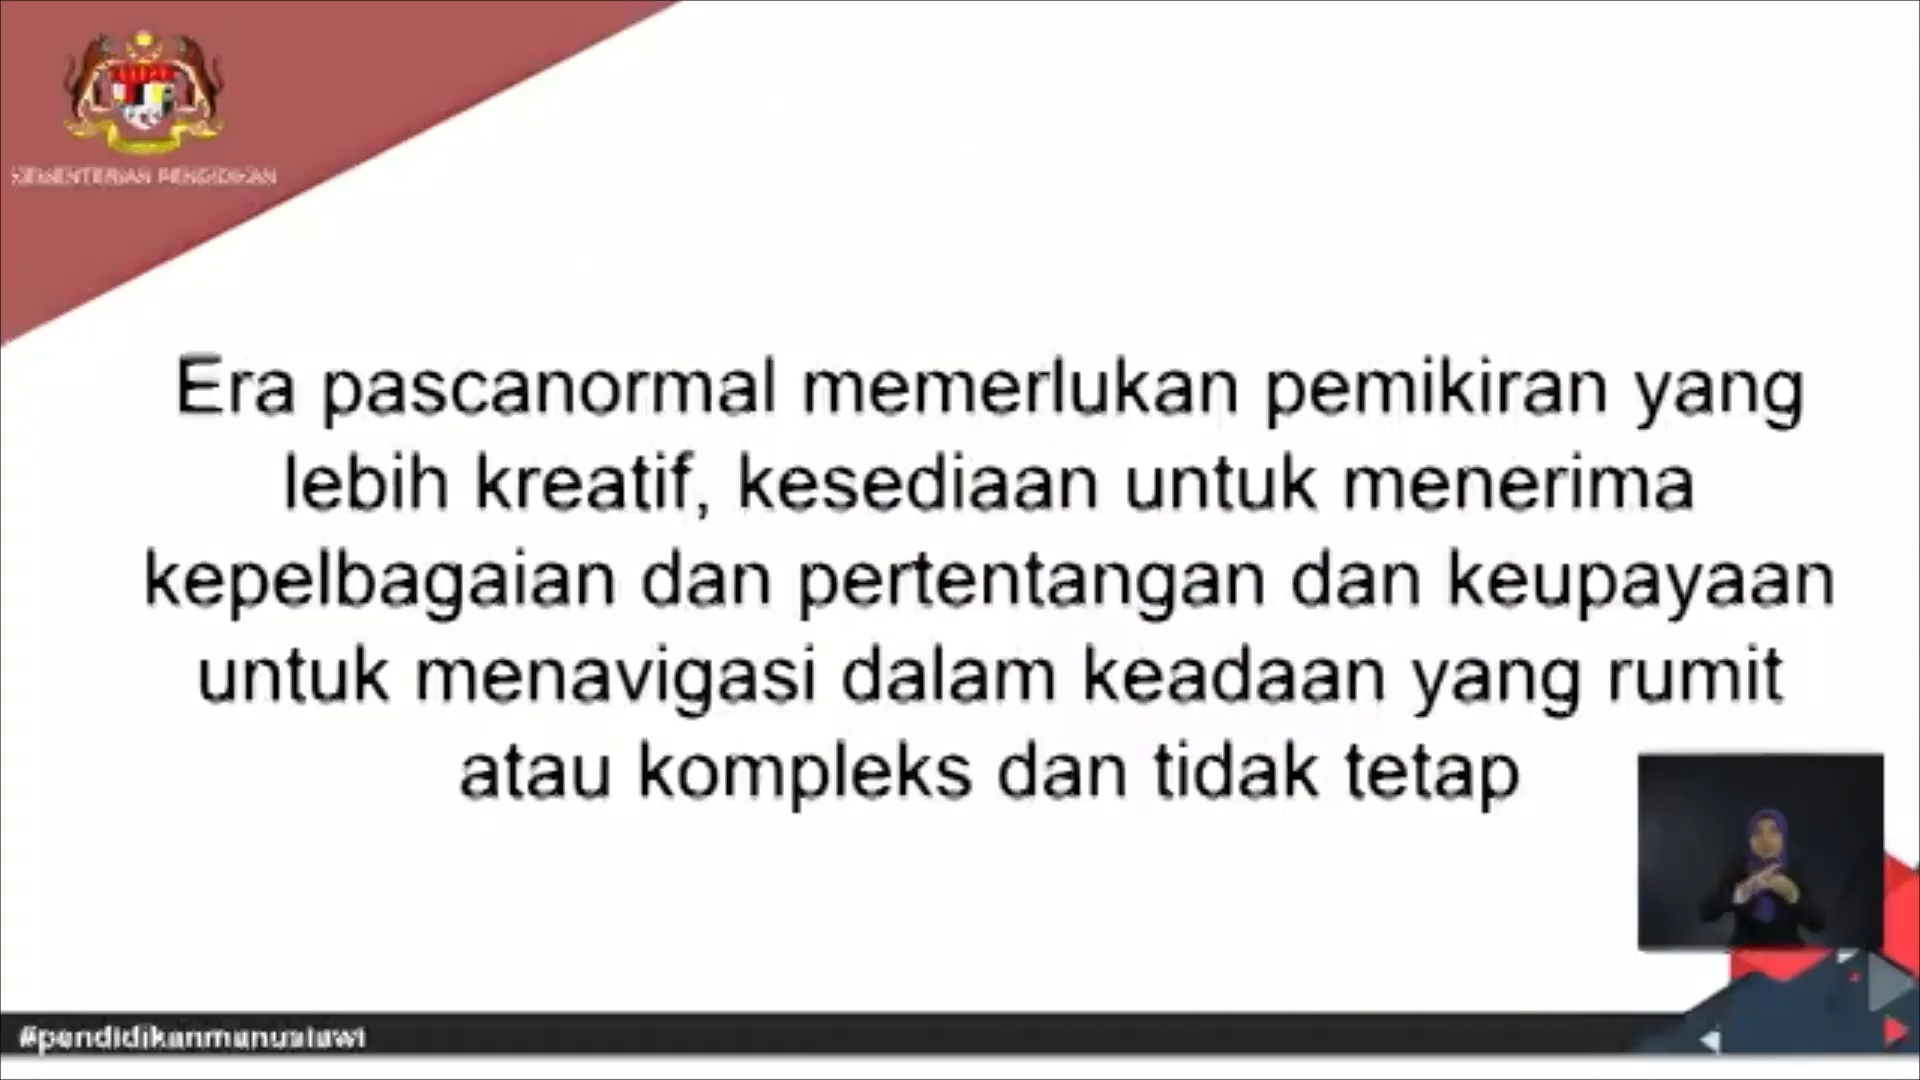 KEMENTERIAN PENDIDIKAN
Era pascanormal memerlukan pemikiran yang
lebih kreatif, kesediaan untuk menerima
kepelbagaian dan pertentangan dan keupayaan
untuk menavigasi dalam keadaan yang rumit
atau kompleks dan tidak tetap
#pendidikanmanusiawi